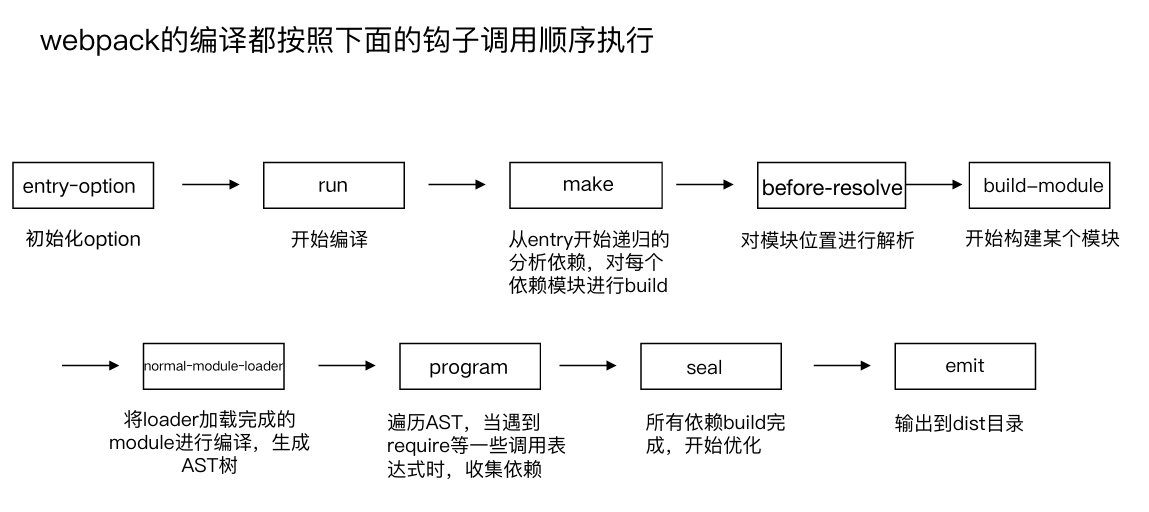 webpack的编译都按照下面的钩子调用顺序执行
entry-option
run
make
before-resolve
build-module
初始化option
开始编译
从entry开始递归的
分析依赖，对每个
依赖模块进行build
对模块位置进行解析
开始构建某个模块
normal-module-loader
program
seal
emit
将loader加载完成的
module进行编译，生成
AST树
遍历AST，当遇到
require等一些调用表
达式时，收集依赖
所有依赖build完
成，开始优化
输出到dist目录